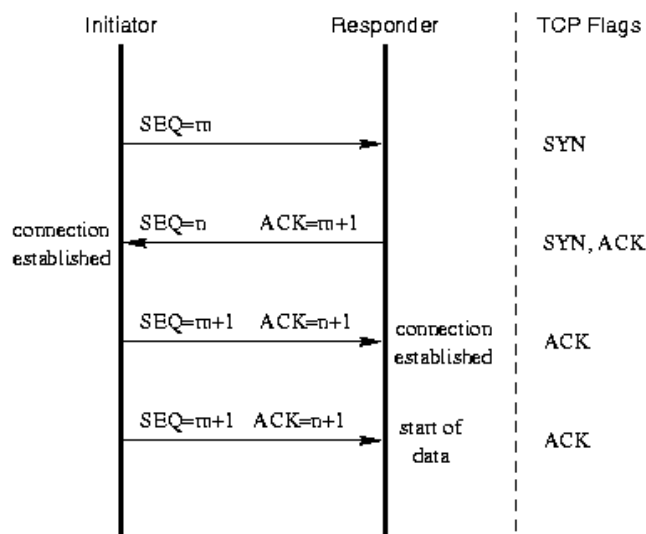 Initiator Responder TCP Flags
SEQ=m SYN
SEQ=n ACK=m+1
connection
established
SYN, ACK
SEQ=m+1 ACK=n+1
connection
established
ACK
SEQ=m+1 ACK=n+1
start of
data
ACK